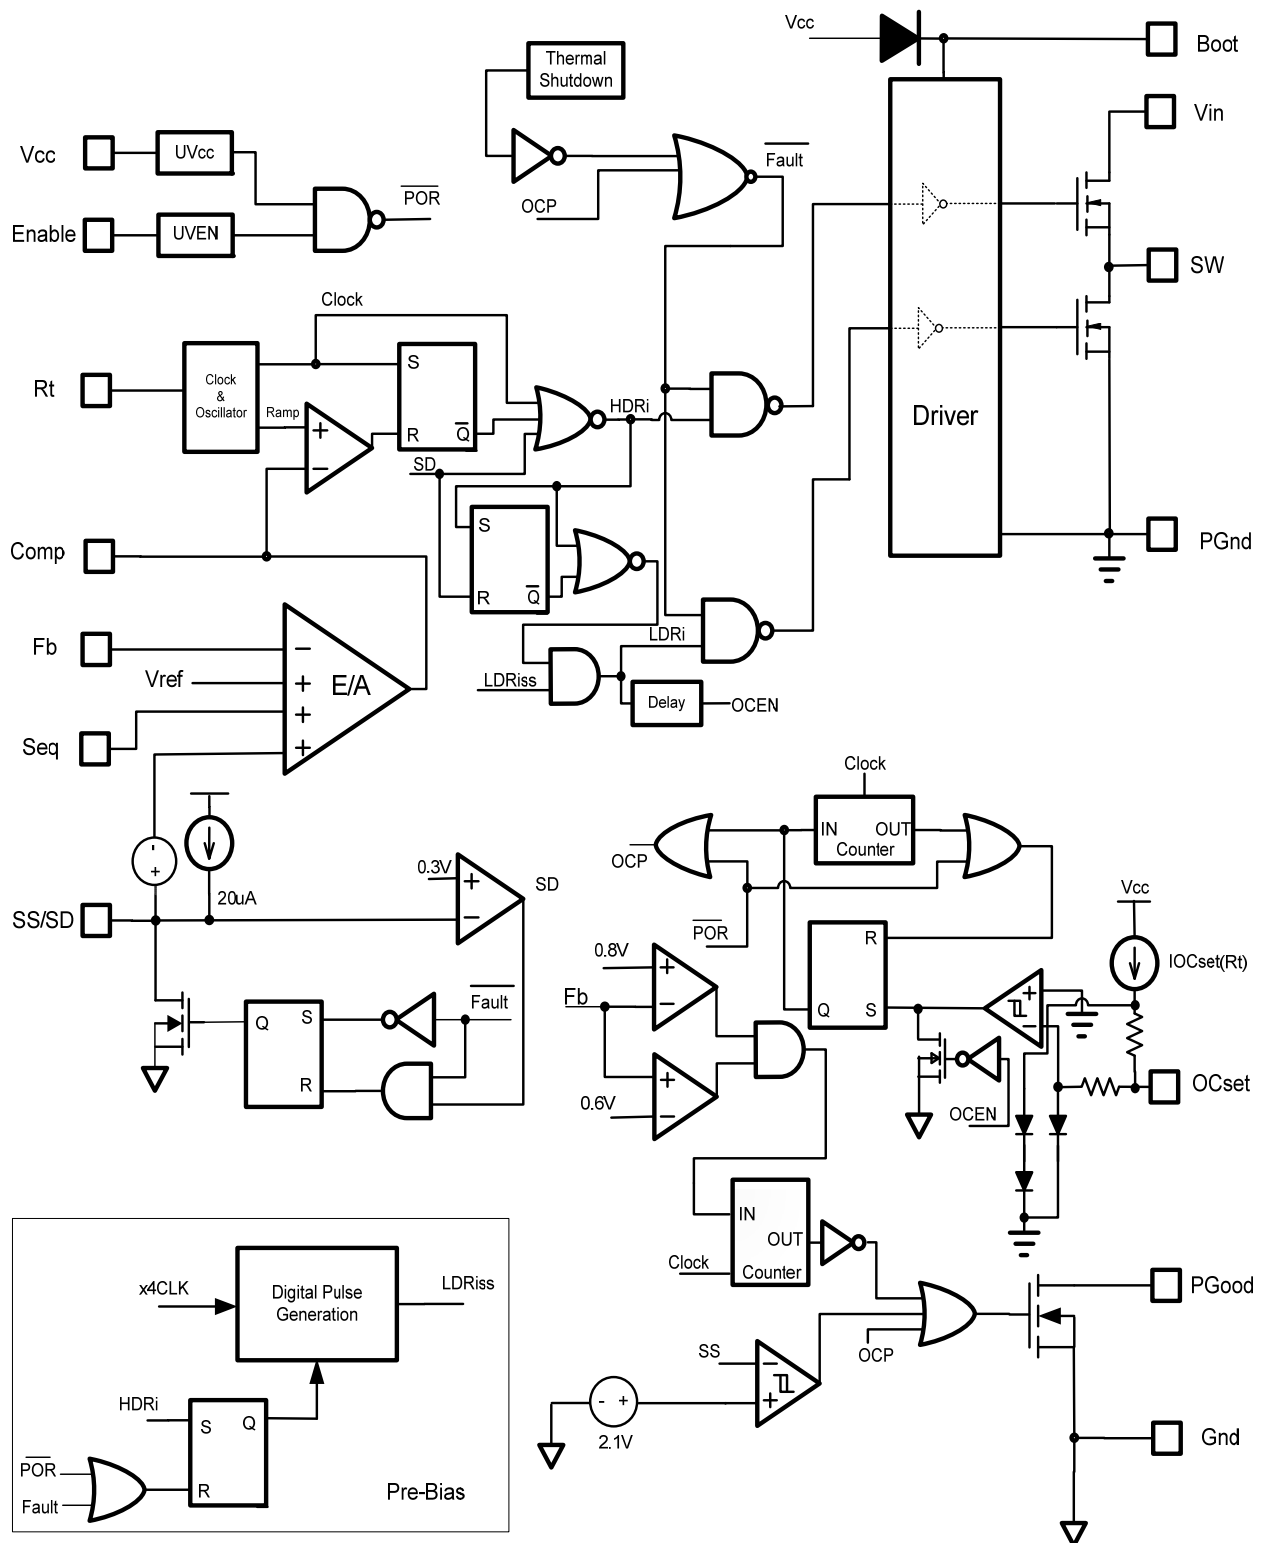 Vcc
Boot
Thermal
Shutdown
Vin
Vcc
UVcc
Fault
POR
OCP
Enable
UVEN
SW
Clock
Rt
Clock
&
Oscillator
Ramp
S
R
Q
HDRi
Driver
SD
S
R
Q
Comp
PGnd
Fb
Vref
E/A
LDRi
LDRiss
Delay
OCEN
Seq
Clock
IN
OUT
Counter
OCP
0.3V
SD
Vcc
20uA
SS/SD
POR
R
0.8V
IOCset(Rt)
Fb
Fault
Q
S
Q
S
R
0.6V
OCEN
OCset
IN
OUT
Clock
Counter
PGood
x4CLK
Digital Pulse
Generation
LDRiss
SS
OCP
HDRi
S
Q
2.1V
Gnd
POR
Fault
R
Pre-Bias